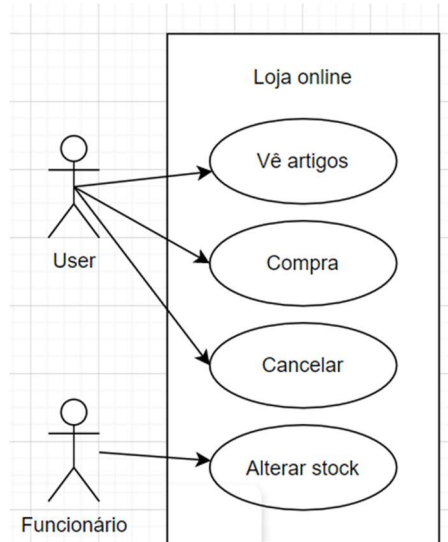 Loja online
Vê artigos
User
Compra
Cancelar
Alterar stock
Funcionário